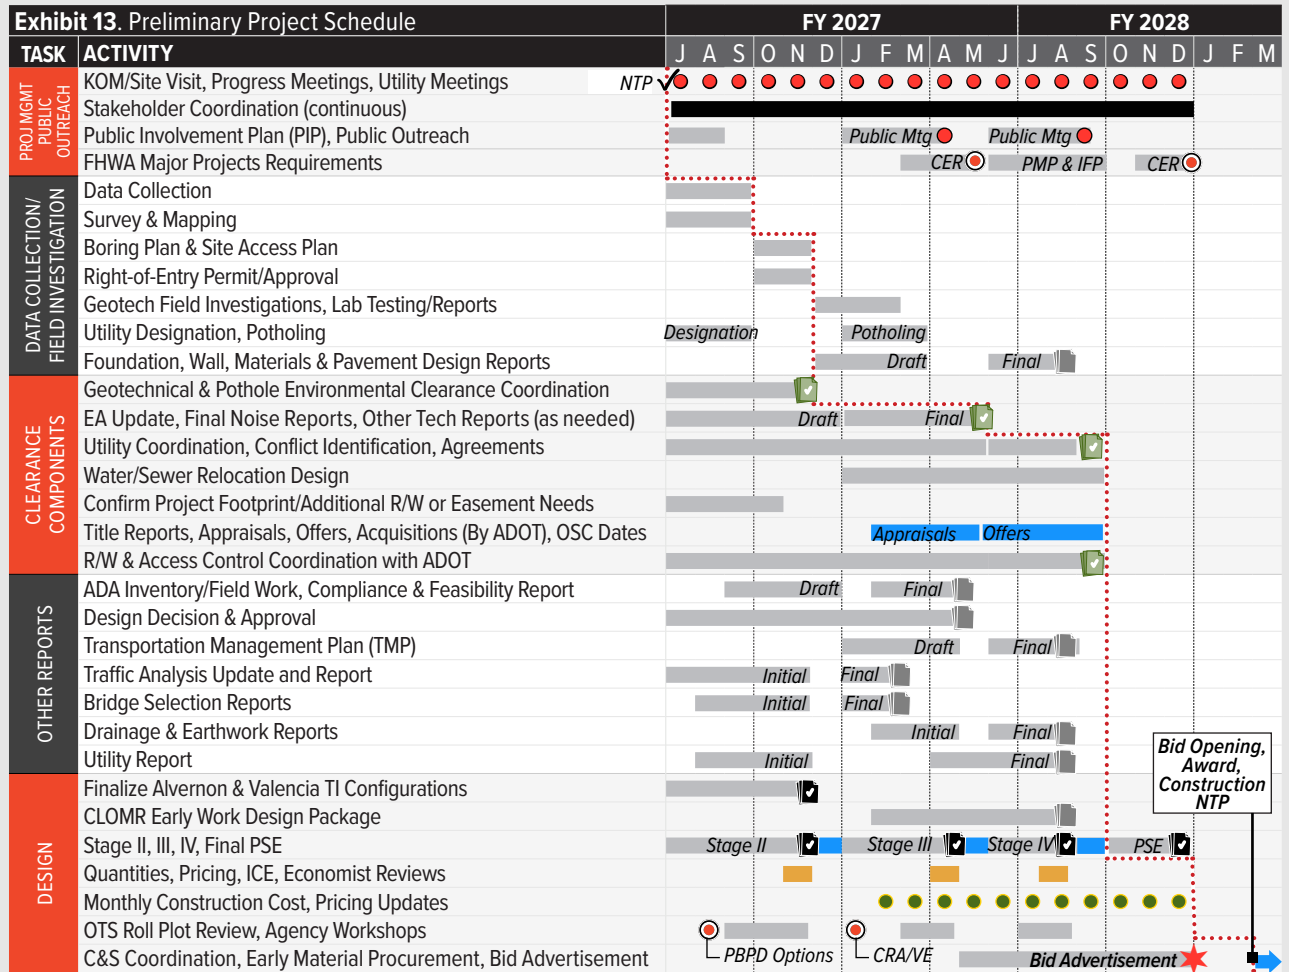 Exhibit 13. Preliminary Project Schedule FY 2027 FY 2028
TASK ACTIVITY J A S O N D J F M A M J J A S O N D J F M
PROJ MGMT
PUBLIC
OUTREACH
KOM/Site Visit, Progress Meetings, Utility Meetings NTP
Stakeholder Coordination (continuous)
Public Involvement Plan (PIP), Public Outreach Public Mtg Public Mtg
FHWA Major Projects Requirements CER PMP & IFP CER
DATA COLLECTION/
FIELD INVESTIGATION
Data Collection
Survey & Mapping
Boring Plan & Site Access Plan
Right-of-Entry Permit/Approval
Geotech Field Investigations, Lab Testing/Reports
Utility Designation, Potholing Designation Potholing
Foundation, Wall, Materials & Pavement Design Reports Draft Final
CLEARANCE
COMPONENTS
Geotechnical & Pothole Environmental Clearance Coordination
EA Update, Final Noise Reports, Other Tech Reports (as needed) Draft Final
Utility Coordination, Conflict Identification, Agreements
Water/Sewer Relocation Design
Confirm Project Footprint/Additional R/W or Easement Needs
Title Reports, Appraisals, Offers, Acquisitions (By ADOT), OSC Dates Appraisals Offers
R/W & Access Control Coordination with ADOT
OTHER REPORTS
ADA Inventory/Field Work, Compliance & Feasibility Report Draft Final
Design Decision & Approval
Transportation Management Plan (TMP) Draft Final
Traffic Analysis Update and Report Initial Final
Bridge Selection Reports Initial Final
Drainage & Earthwork Reports Initial Final
Utility Report Initial Final
Bid Opening,
Award,
Construction
NTP
DESIGN
Finalize Alvernon & Valencia TI Configurations
CLOMR Early Work Design Package
Stage II, III, IV, Final PSE Stage II Stage III Stage IV PSE
Quantities, Pricing, ICE, Economist Reviews
Monthly Construction Cost, Pricing Updates
OTS Roll Plot Review, Agency Workshops
PBPD Options CRA/VE
C&S Coordination, Early Material Procurement, Bid Advertisement Bid Advertisement